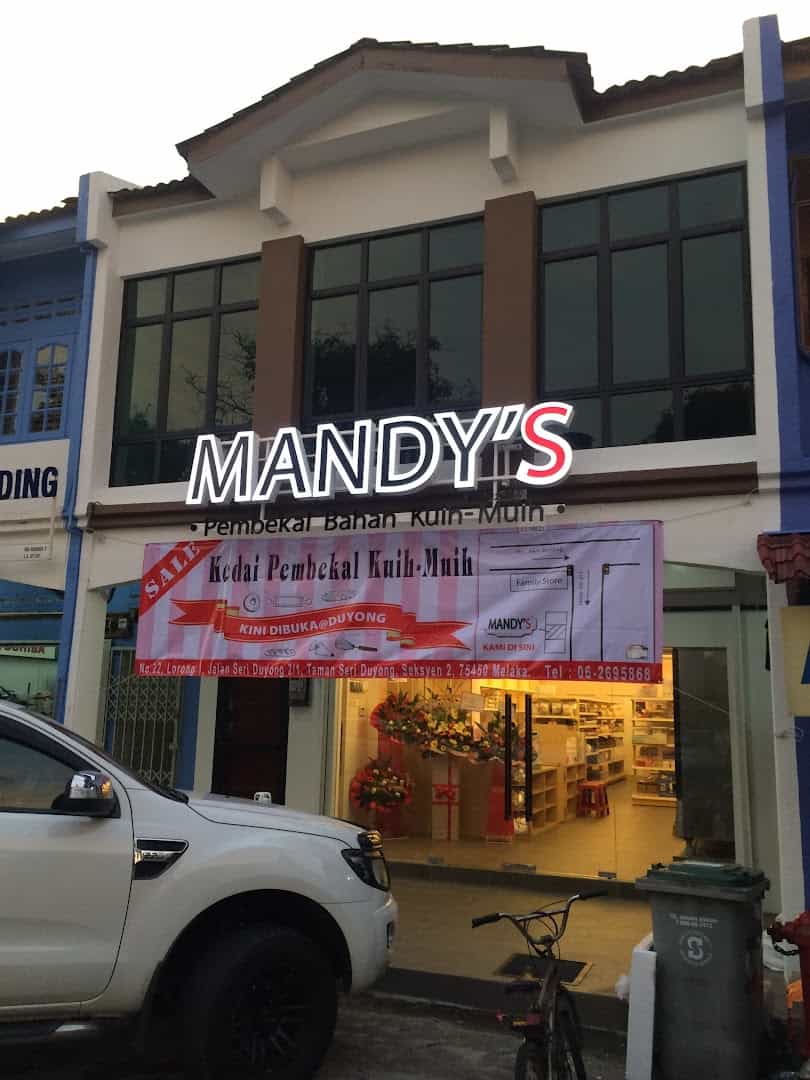 MANDY'S
• Pembekal Bahan Kuih-Muih •
SALE
Kedai Pembekal Kuih-Muih
KINI DIBUKA@DUYONG
Family Store
MANDY'S
KAMI DI SINI
No:22, Lorong 1, Jalan Seri Duyong 2/1, Taman Seri Duyong, Seksyen 2, 75450 Melaka. Tel : 06-2695868
DING
TOSHIBA
S